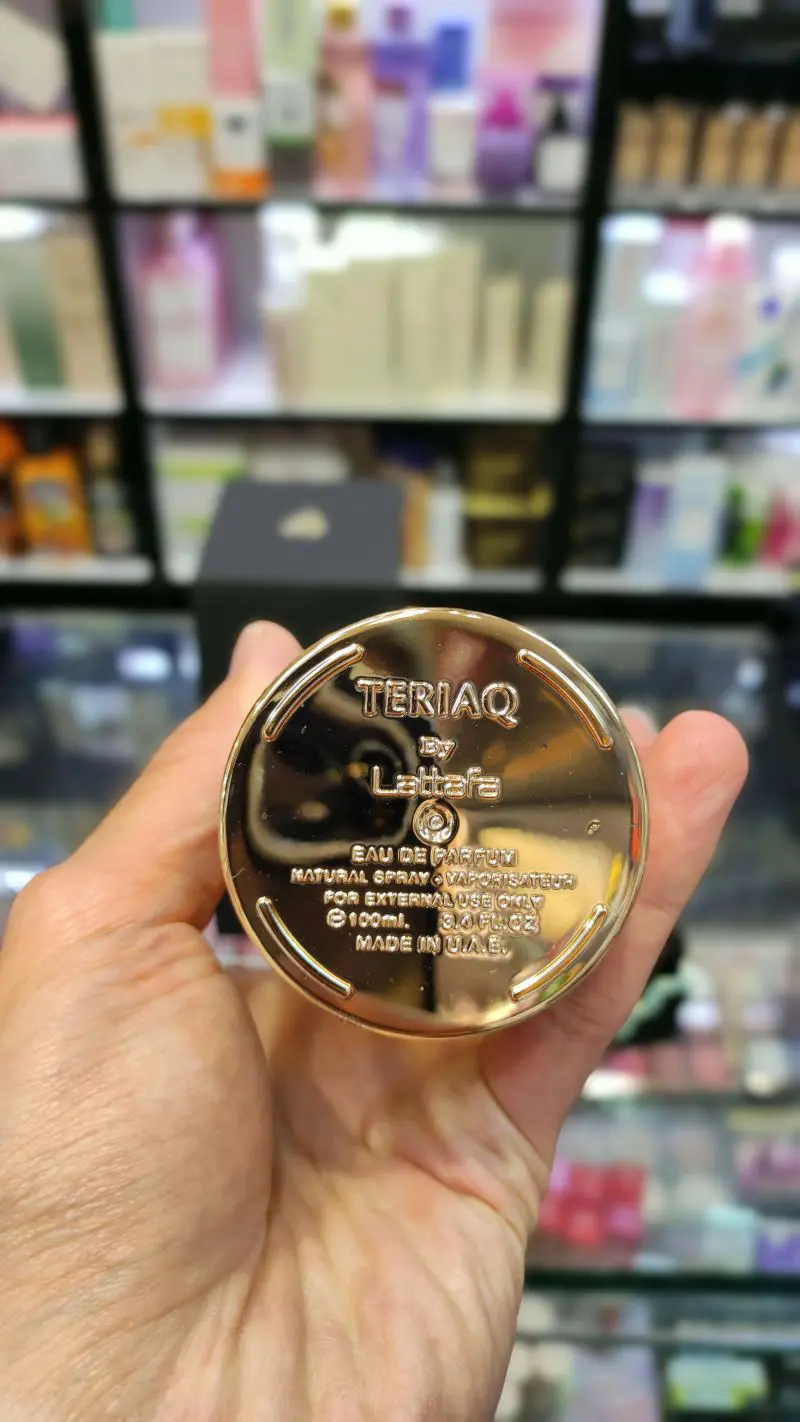 TERIAQ
By
Lattafa
EAU DE PARFUM
NATURAL SPRAY • VAPORISATEUR
FOR EXTERNAL USE ONLY
℮100ml. 3.4 FL.OZ
MADE IN U.A.E.